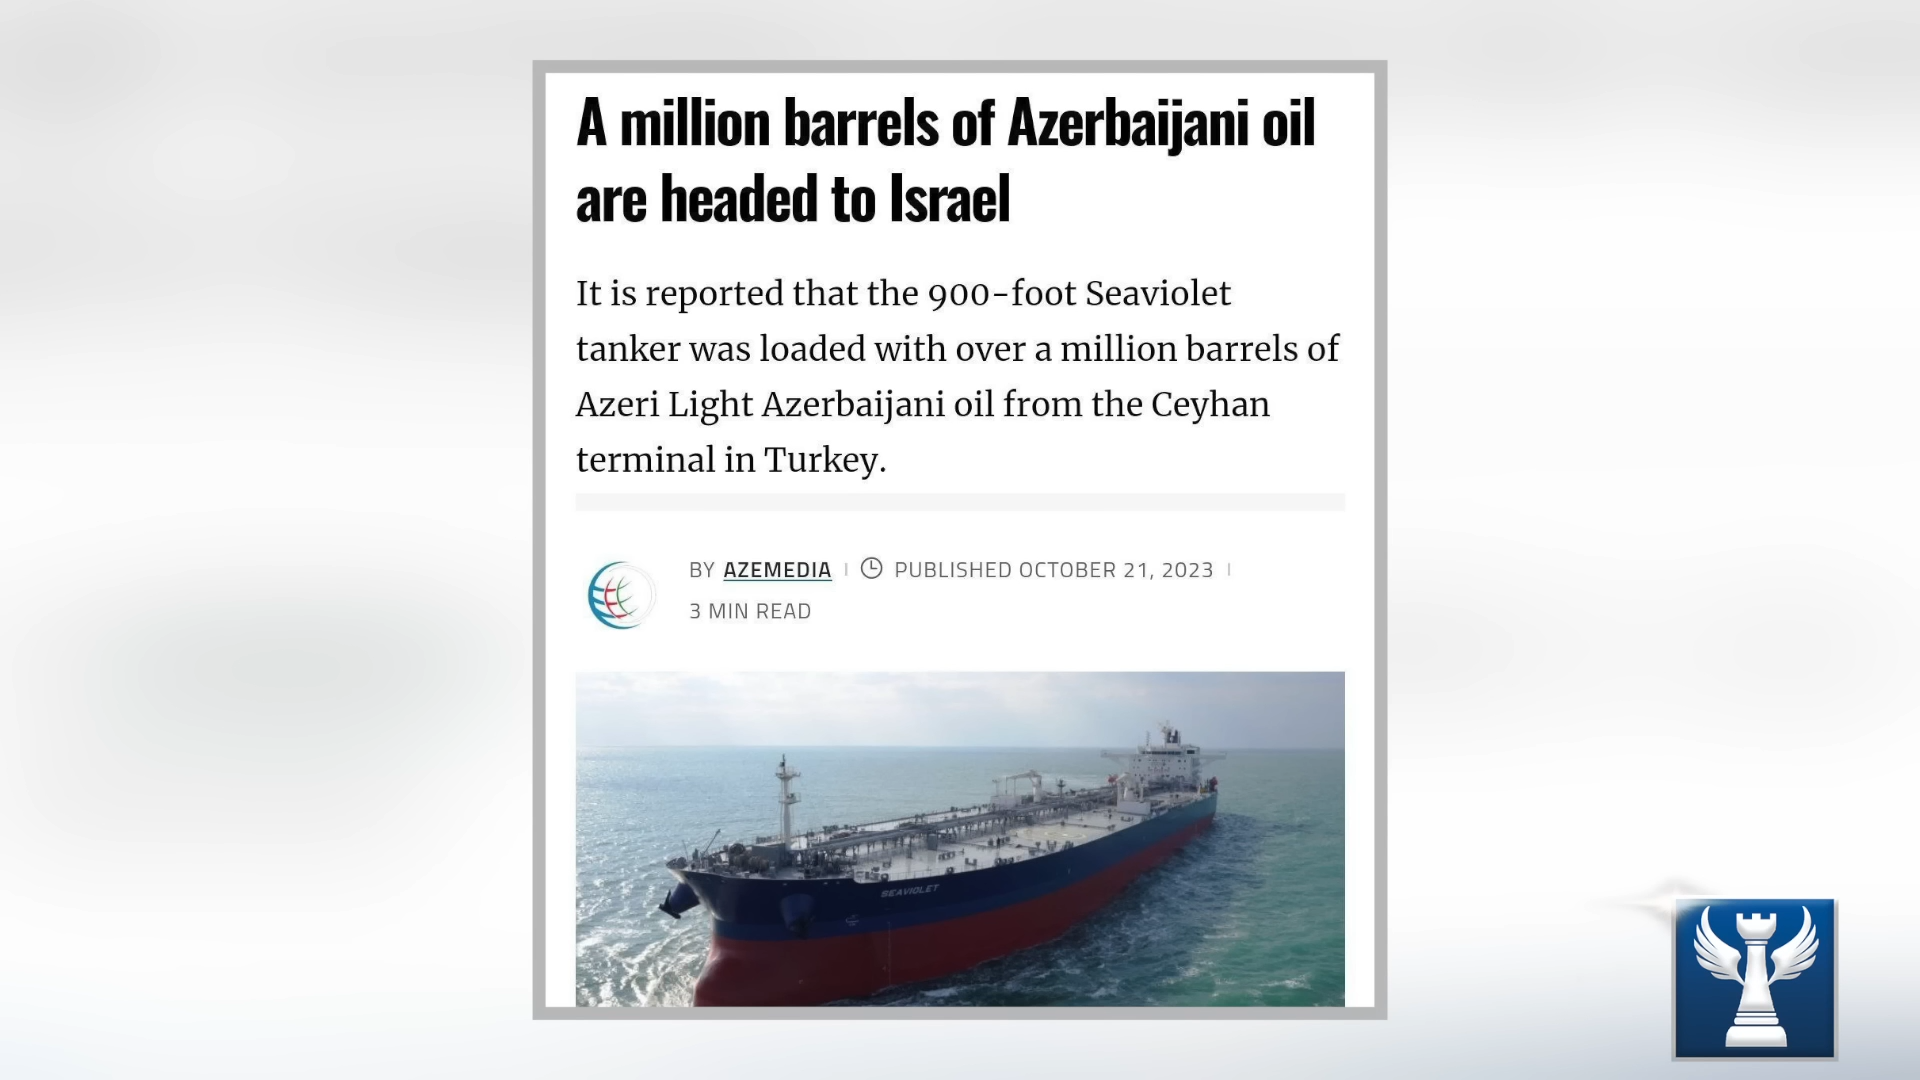 A million barrels of Azerbaijani oil
are headed to Israel
It is reported that the 900-foot Seaviolet
tanker was loaded with over a million barrels of
Azeri Light Azerbaijani oil from the Ceyhan
terminal in Turkey.
BY AZEMEDIA | PUBLISHED OCTOBER 21, 2023 |
3 MIN READ
SEAVIOLET